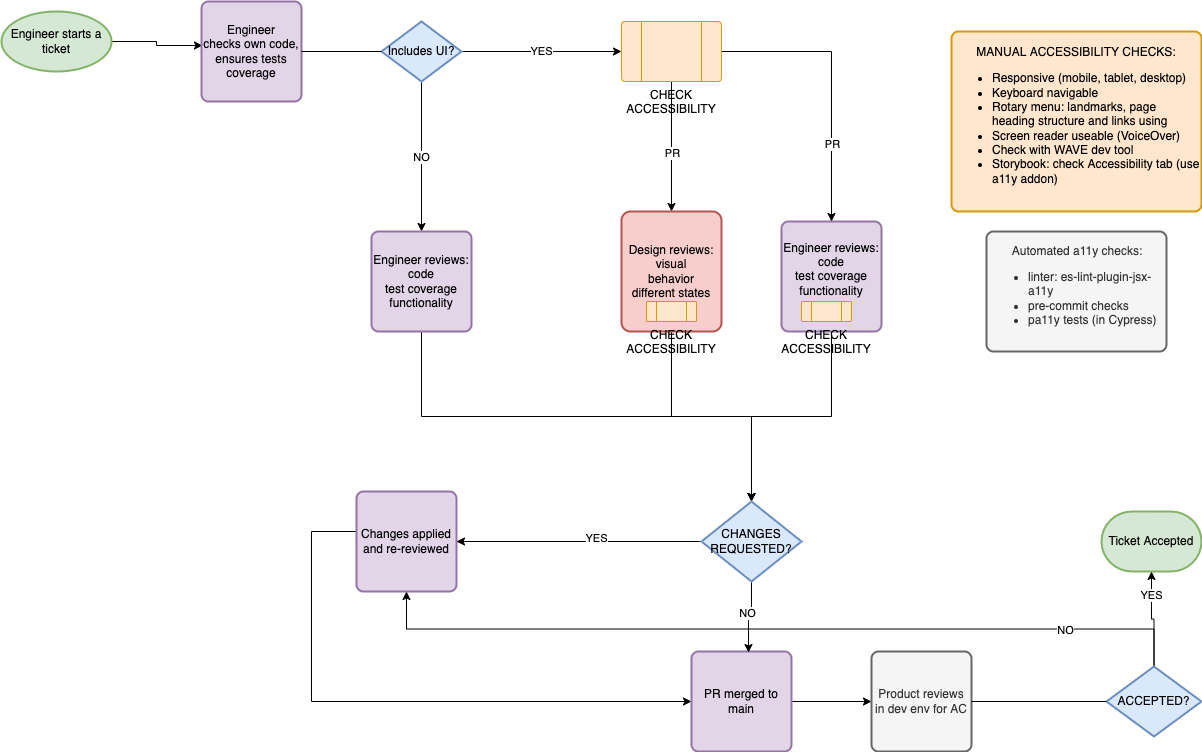 Engineer starts a
ticket
Engineer
checks own code,
ensures tests
coverage
Includes UI?
YES
CHECK
ACCESSIBILITY
NO
PR
PR
MANUAL ACCESSIBILITY CHECKS:
• Responsive (mobile, tablet, desktop)
• Keyboard navigable
• Rotary menu: landmarks, page
heading structure and links using
• Screen reader useable (VoiceOver)
• Check with WAVE dev tool
• Storybook: check Accessibility tab (use
a11y addon)
Automated a11y checks:
• linter: es-lint-plugin-jsx-
a11y
• pre-commit checks
• pa11y tests (in Cypress)
Engineer reviews:
code
test coverage
functionality
Design reviews:
visual
behavior
different states
CHECK
ACCESSIBILITY
Engineer reviews:
code
test coverage
functionality
CHECK
ACCESSIBILITY
CHANGES
REQUESTED?
YES
Changes applied
and re-reviewed
NO
PR merged to
main
Product reviews
in dev env for AC
ACCEPTED?
NO
YES
Ticket Accepted